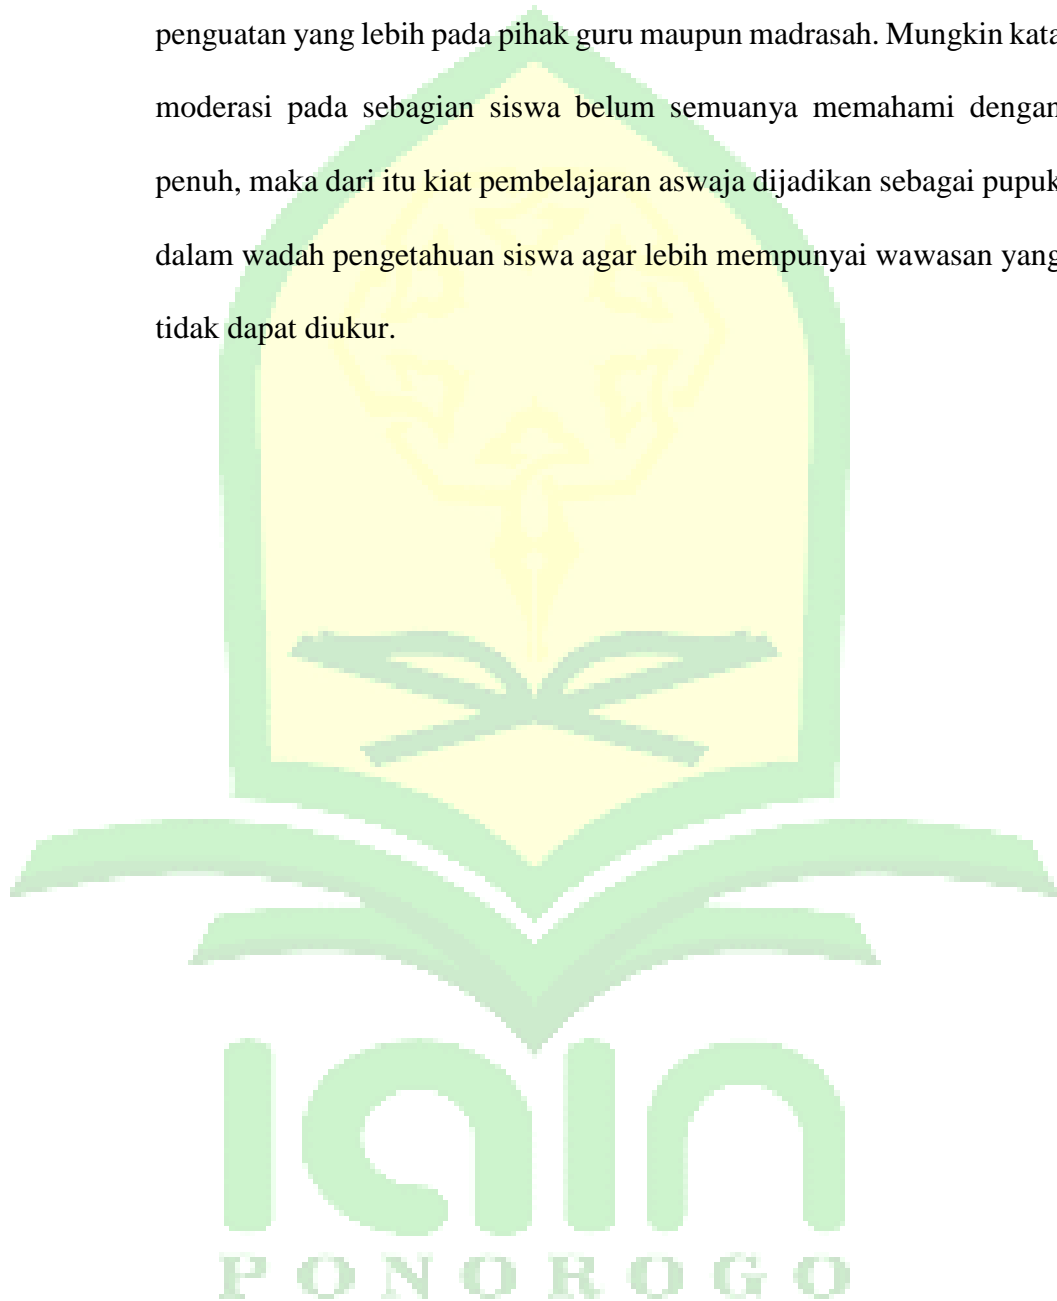 penguatan yang lebih pada pihak guru maupun madrasah. Mungkin kata
moderasi pada sebagian siswa belum semuanya memahami dengan
penuh, maka dari itu kiat pembelajaran aswaja dijadikan sebagai pupuk
dalam wadah pengetahuan siswa agar lebih mempunyai wawasan yang
tidak dapat diukur.
iain
PONOROGO